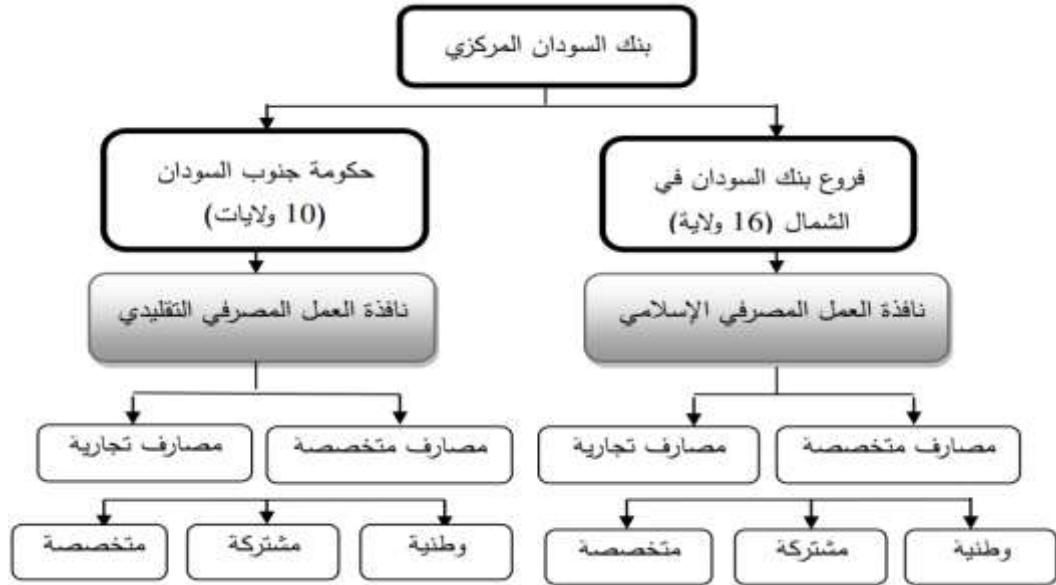 بنك السودان المركزي
فروع بنك السودان في
الشمال (16 ولاية)
حكومة جنوب السودان
(10 ولايات)
نافذة العمل المصرفي الإسلامي
نافذة العمل المصرفي التقليدي
مصارف متخصصة
مصارف تجارية
مصارف متخصصة
مصارف تجارية
وطنية
مشتركة
متخصصة
وطنية
مشتركة
متخصصة